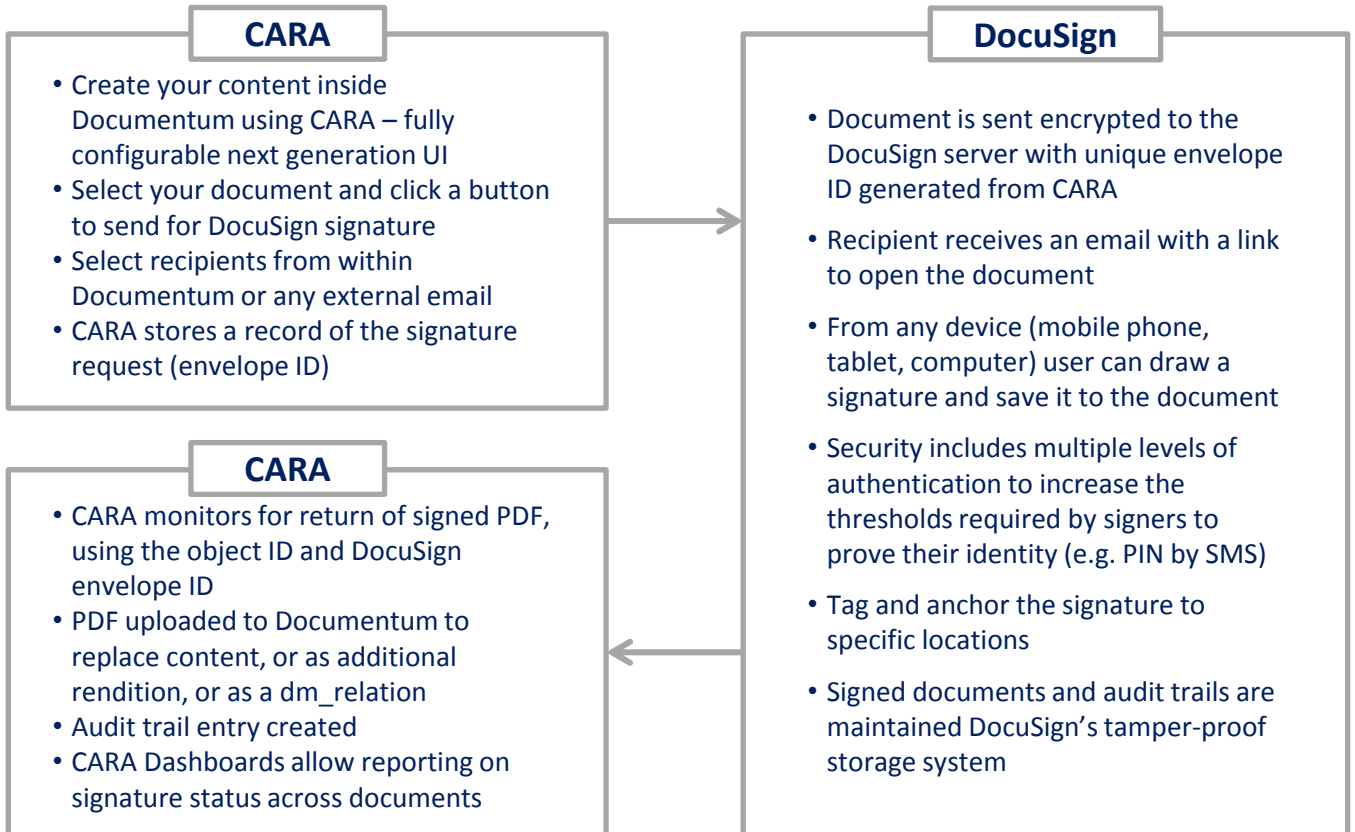 CARA
• Create your content inside
Documentum using CARA – fully
configurable next generation UI
• Select your document and click a button
to send for DocuSign signature
• Select recipients from within
Documentum or any external email
• CARA stores a record of the signature
request (envelope ID)
DocuSign
• Document is sent encrypted to the
DocuSign server with unique envelope
ID generated from CARA
• Recipient receives an email with a link
to open the document
• From any device (mobile phone,
tablet, computer) user can draw a
signature and save it to the document
• Security includes multiple levels of
authentication to increase the
thresholds required by signers to
prove their identity (e.g. PIN by SMS)
• Tag and anchor the signature to
specific locations
• Signed documents and audit trails are
maintained DocuSign’s tamper-proof
storage system
CARA
• CARA monitors for return of signed PDF,
using the object ID and DocuSign
envelope ID
• PDF uploaded to Documentum to
replace content, or as additional
rendition, or as a dm_relation
• Audit trail entry created
• CARA Dashboards allow reporting on
signature status across documents